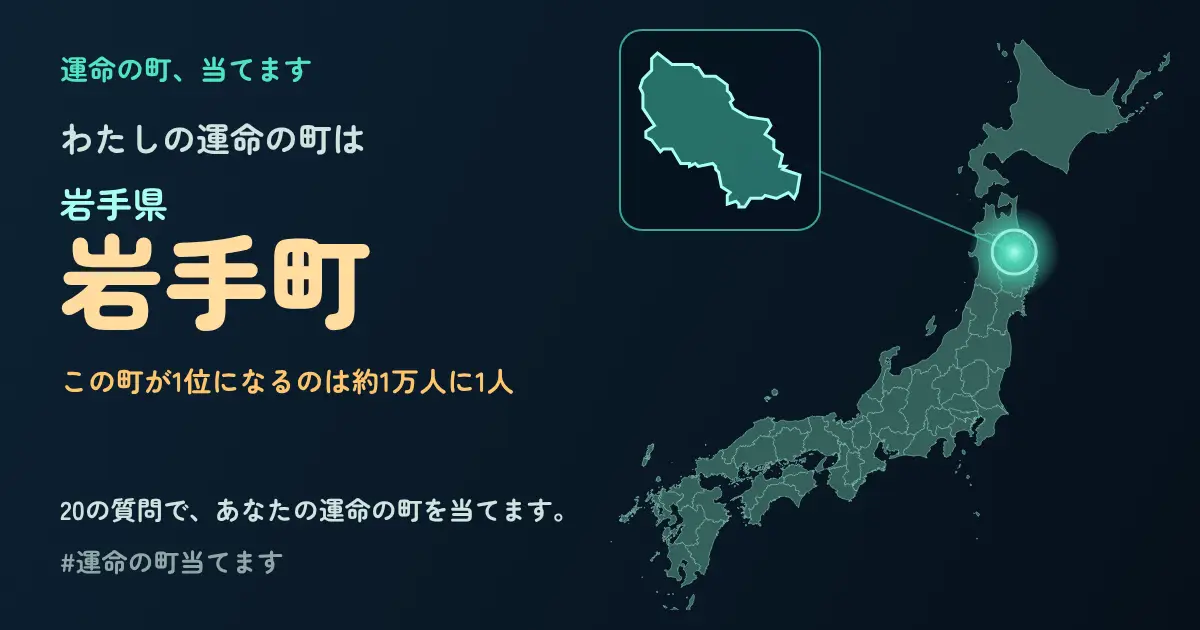 運命の町、当てます
わたしの運命の町は
岩手県
岩手町
この町が1位になるのは約1万人に1人
20の質問で、あなたの運命の町を当てます。
#運命の町当てます